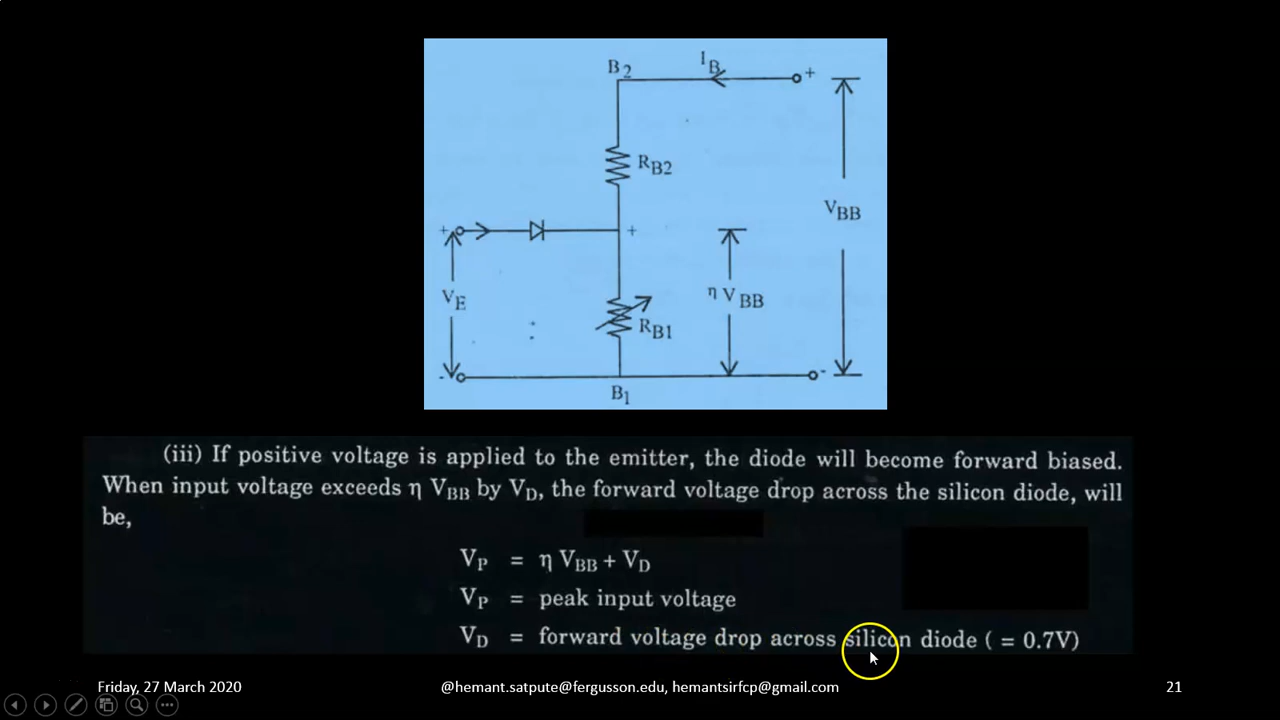 B2
IB
+
RB2
VBB
+
+
VE
η VBB
RB1
-
-
B1
(iii) If positive voltage is applied to the emitter, the diode will become forward biased.
When input voltage exceeds η VBB by VD, the forward voltage drop across the silicon diode, will
be,
VP = η VBB + VD
VP = peak input voltage
VD = forward voltage drop across silicon diode ( = 0.7V)
Friday, 27 March 2020
@hemant.satpute@fergusson.edu, hemantsirfcp@gmail.com
21